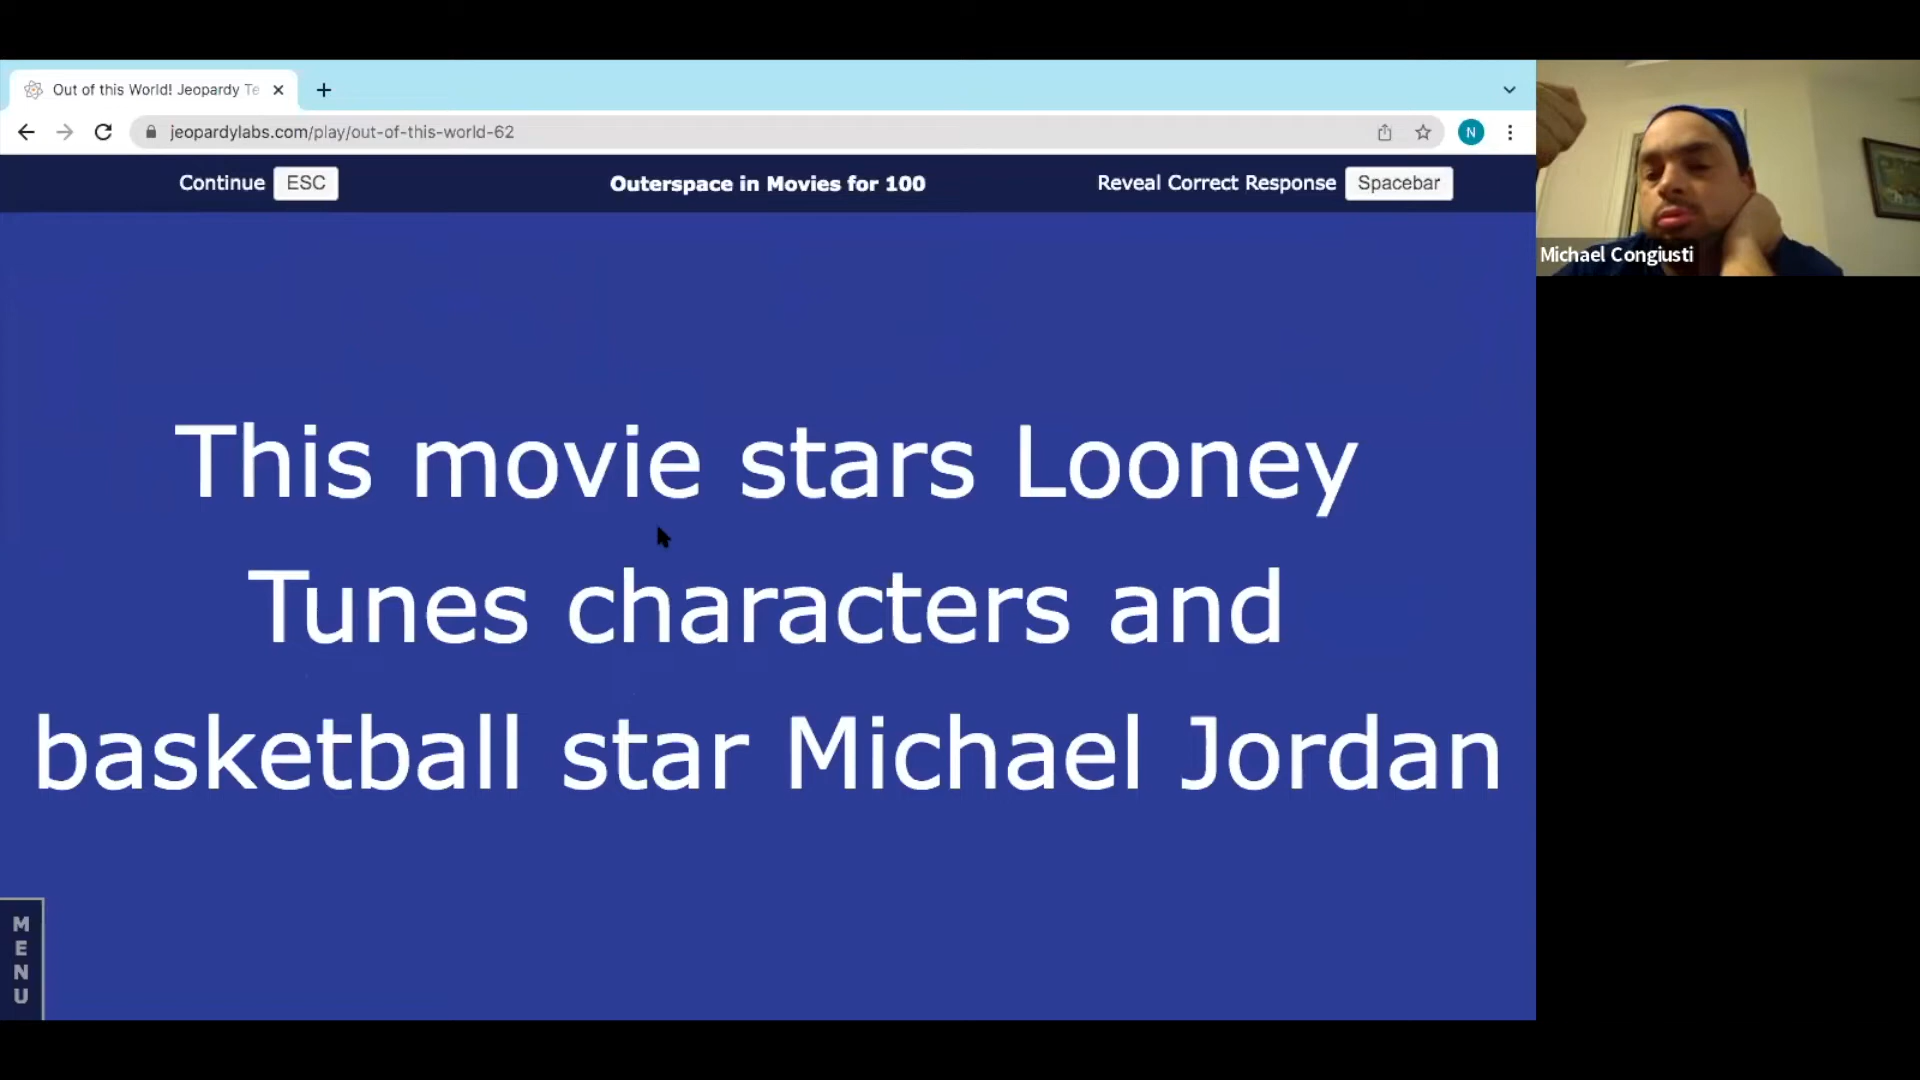 Out of this World! Jeopardy Te
jeopardylabs.com/play/out-of-this-world-62
N
Continue ESC
Outerspace in Movies for 100
Reveal Correct Response Spacebar
Michael Congiusti
This movie stars Looney
Tunes characters and
basketball star Michael Jordan
MENU